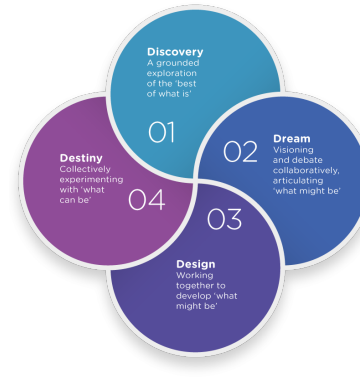 Discovery
A grounded
exploration
of the 'best
of what is'
01
02
Dream
Visioning
and debate
collaboratively,
articulating
'what might be'
03
Design
Working
together to
develop 'what
might be'
Destiny
Collectively
experimenting
with 'what
can be'
04